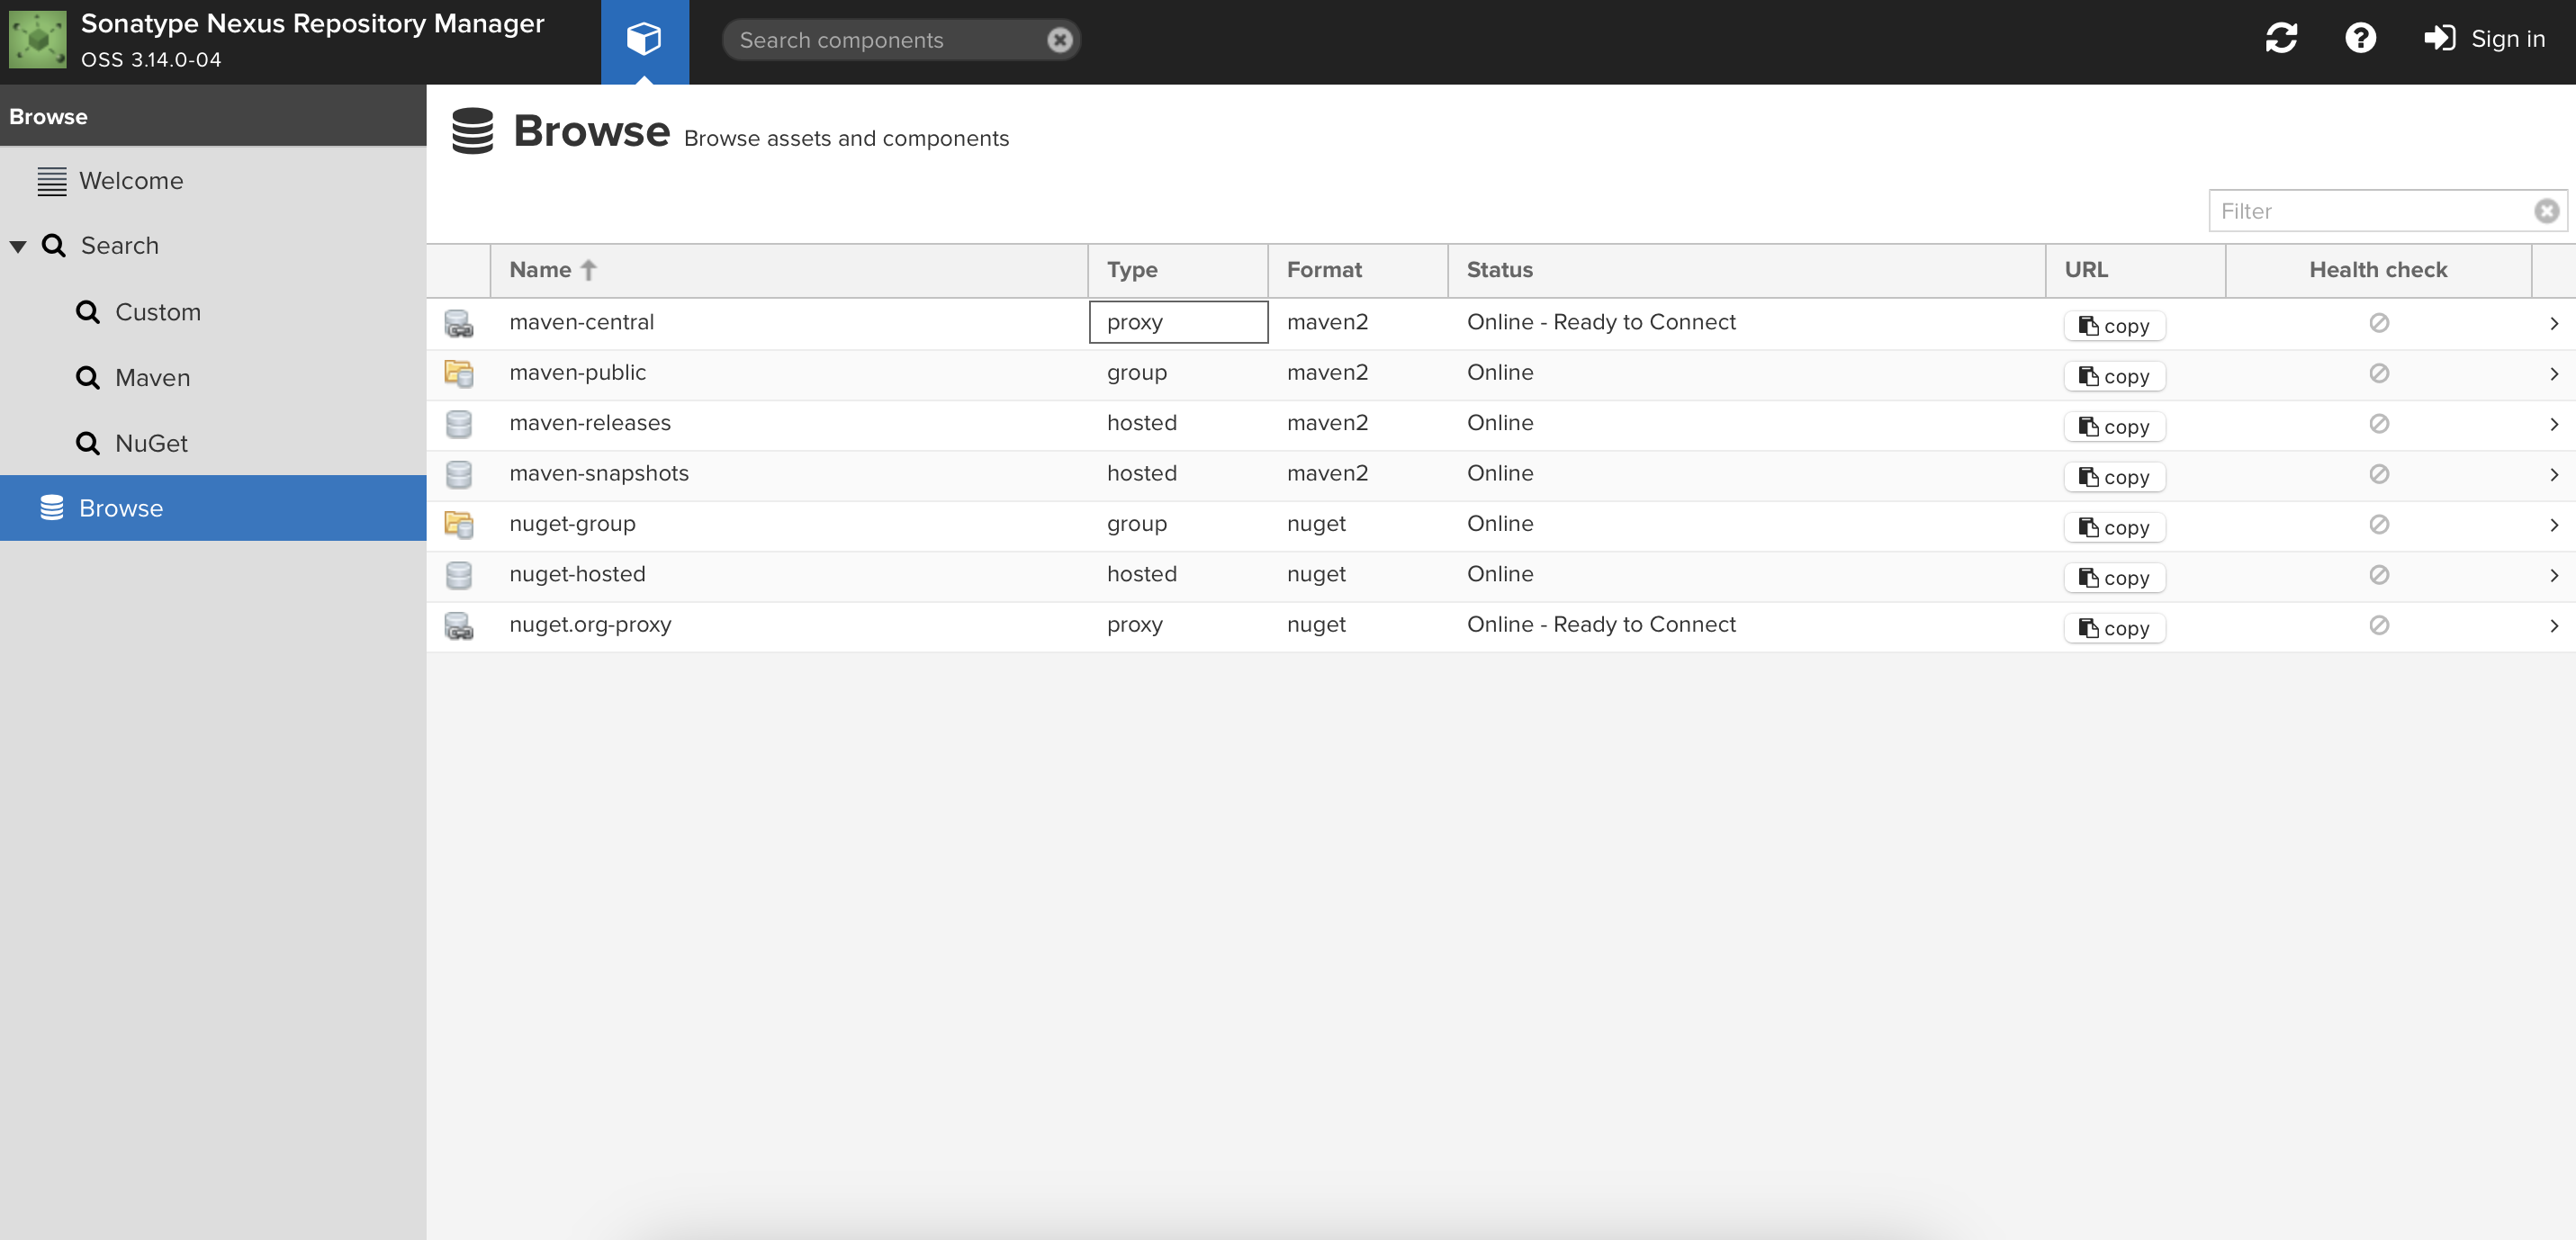 Sonatype Nexus Repository Manager
OSS 3.14.0-04
Search components
Sign in
Browse
Welcome
Search
Custom
Maven
NuGet
Browse
Browse Browse assets and components
Filter
Name Type Format Status URL Health check
maven-central proxy maven2 Online - Ready to Connect copy
maven-public group maven2 Online copy
maven-releases hosted maven2 Online copy
maven-snapshots hosted maven2 Online copy
nuget-group group nuget Online copy
nuget-hosted hosted nuget Online copy
nuget.org-proxy proxy nuget Online - Ready to Connect copy